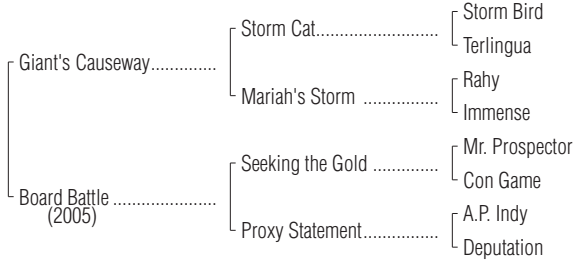 Storm Bird
Storm Cat..........................
Terlingua
Giant's Causeway..............
Rahy
Mariah's Storm ................
Immense
Mr. Prospector
Seeking the Gold ..............
Con Game
Board Battle ......................
(2005)
A.P. Indy
Proxy Statement................
Deputation